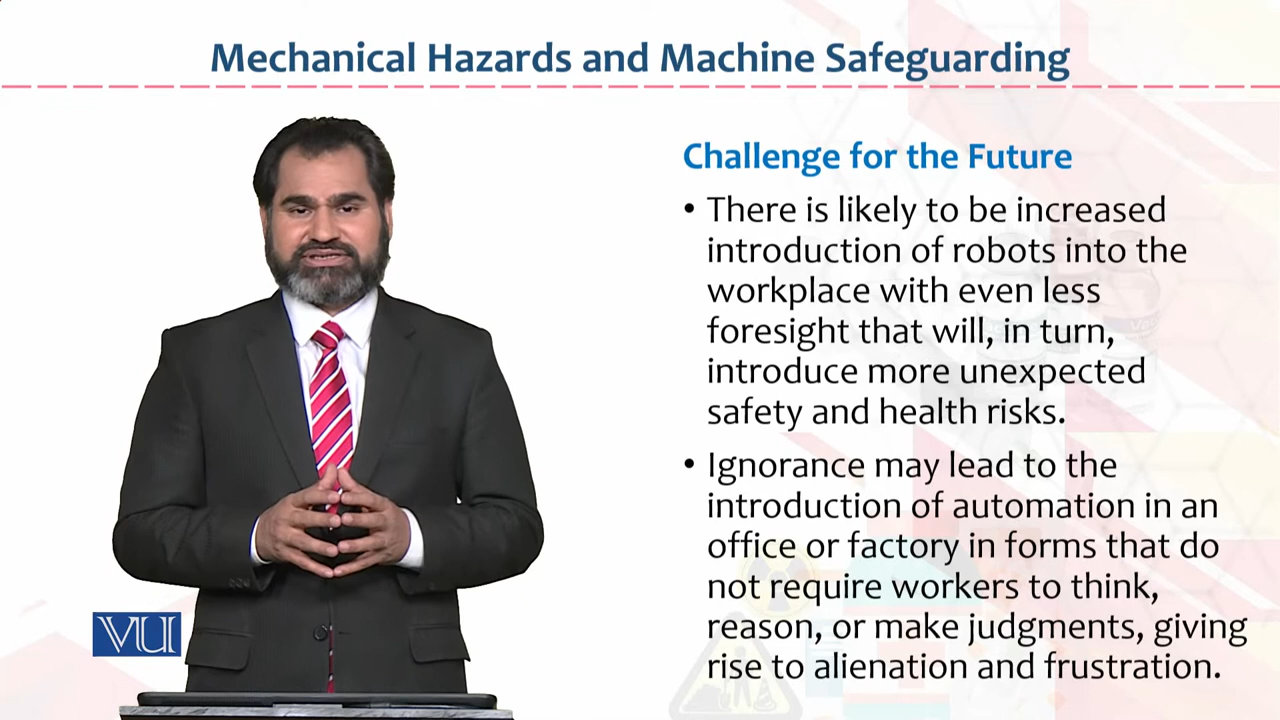 Mechanical Hazards and Machine Safeguarding
Challenge for the Future
• There is likely to be increased
introduction of robots into the
workplace with even less
foresight that will, in turn,
introduce more unexpected
safety and health risks.
• Ignorance may lead to the
introduction of automation in an
office or factory in forms that do
not require workers to think,
reason, or make judgments, giving
rise to alienation and frustration.
VU